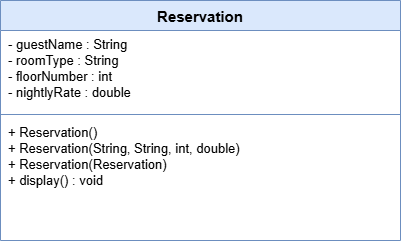 Reservation
- guestName : String
- roomType : String
- floorNumber : int
- nightlyRate : double
+ Reservation()
+ Reservation(String, String, int, double)
+ Reservation(Reservation)
+ display() : void